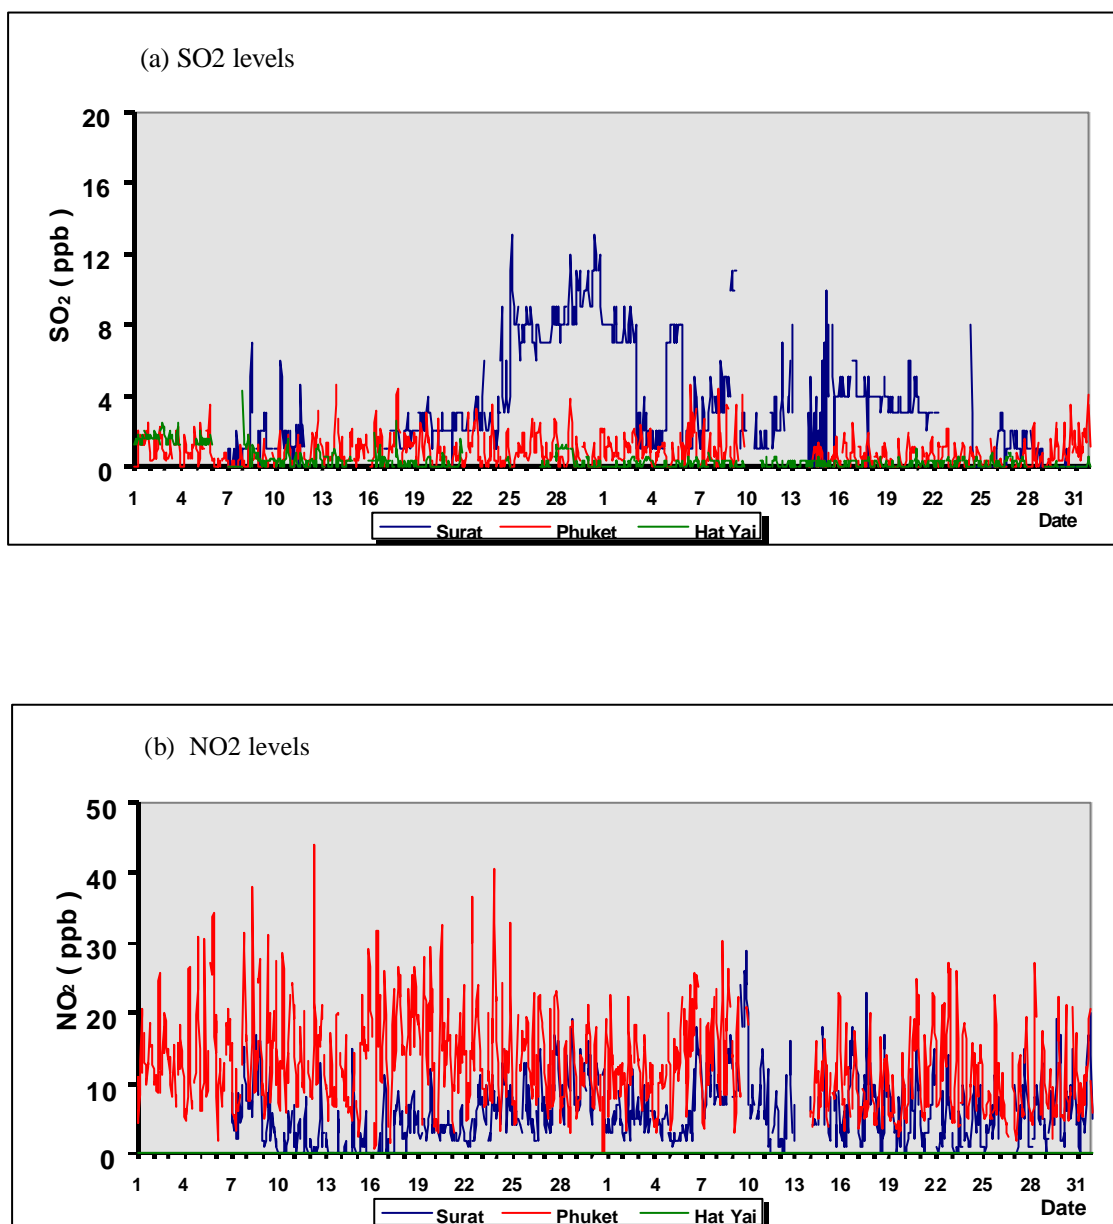 (a) SO2 levels
20
16
12
8
4
0
SO₂ ( ppb )
1 4 7 10 13 16 19 22 25 28 1 4 7 10 13 16 19 22 25 28 31
Date
Surat Phuket Hat Yai
(b) NO2 levels
50
40
30
20
10
0
NO₂ ( ppb )
1 4 7 10 13 16 19 22 25 28 1 4 7 10 13 16 19 22 25 28 31
Date
Surat Phuket Hat Yai